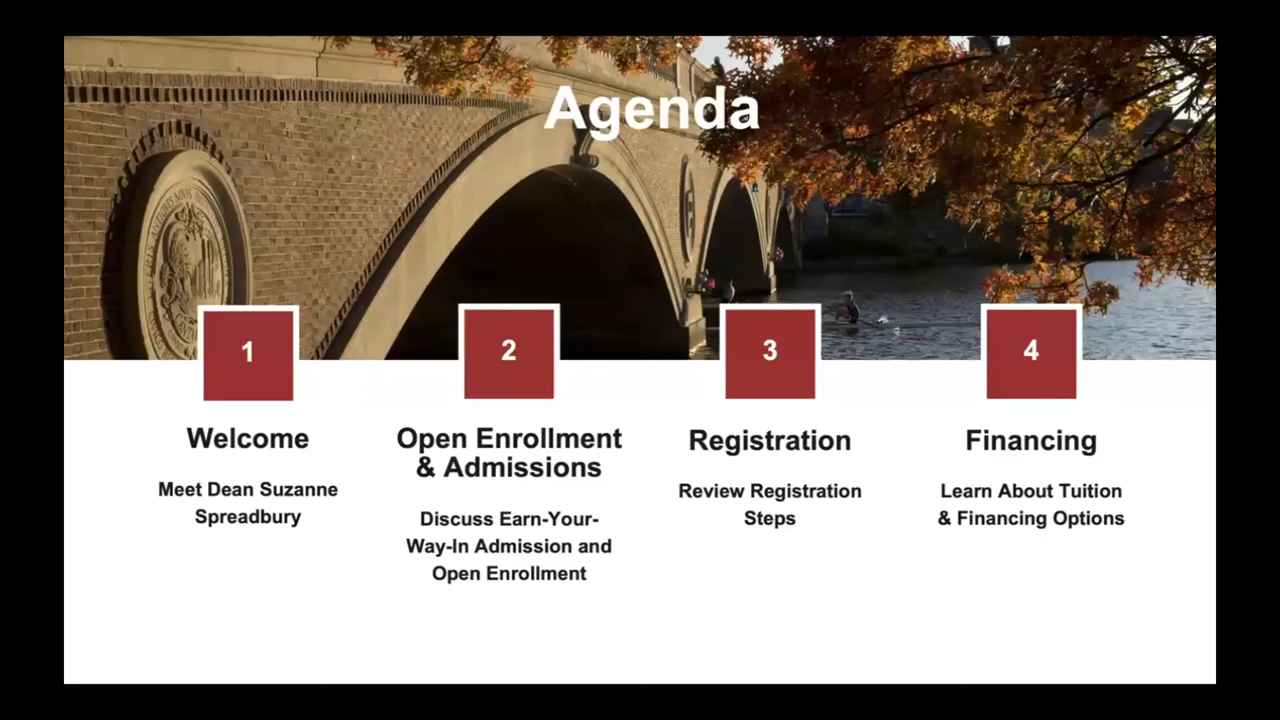 Agenda
1
2
3
4
Welcome
Meet Dean Suzanne
Spreadbury
Open Enrollment
& Admissions
Discuss Earn-Your-
Way-In Admission and
Open Enrollment
Registration
Review Registration
Steps
Financing
Learn About Tuition
& Financing Options